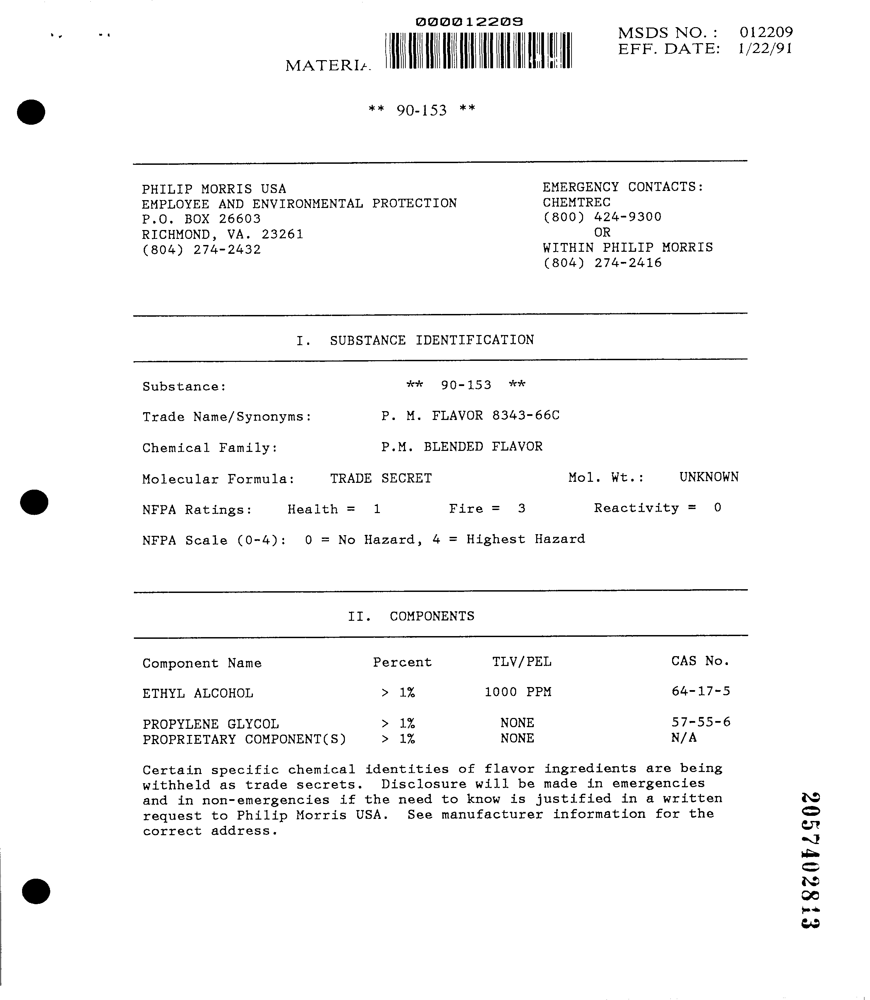 000012209
MSDS NO. : 012209
EFF. DATE: 1/22/91
** 90-153 **
PHILIP MORRIS USA
EMPLOYEE AND ENVIRONMENTAL PROTECTION
P.O. BOX 26603
RICHMOND, VA. 23261
(804) 274-2432
EMERGENCY CONTACTS:
CHEMTREC
(800) 424-9300
OR
WITHIN PHILIP MORRIS
(804) 274-2416
I. SUBSTANCE IDENTIFICATION
Substance: ** 90-153 **
Trade Name/Synonyms: P. M. FLAVOR 8343-66C
Chemical Family: P.M. BLENDED FLAVOR
Molecular Formula: TRADE SECRET Mol. Wt.: UNKNOWN
NFPA Ratings: Health = 1 Fire = 3 Reactivity = 0
NFPA Scale (0-4): 0 = No Hazard, 4 = Highest Hazard
II. COMPONENTS
Component Name Percent TLV/PEL CAS No.
ETHYL ALCOHOL > 1% 1000 PPM 64-17-5
PROPYLENE GLYCOL > 1% NONE 57-55-6
PROPRIETARY COMPONENT(S) > 1% NONE N/A
Certain specific chemical identities of flavor ingredients are being
withheld as trade secrets. Disclosure will be made in emergencies
and in non-emergencies if the need to know is justified in a written
request to Philip Morris USA. See manufacturer information for the
correct address.
2057402813